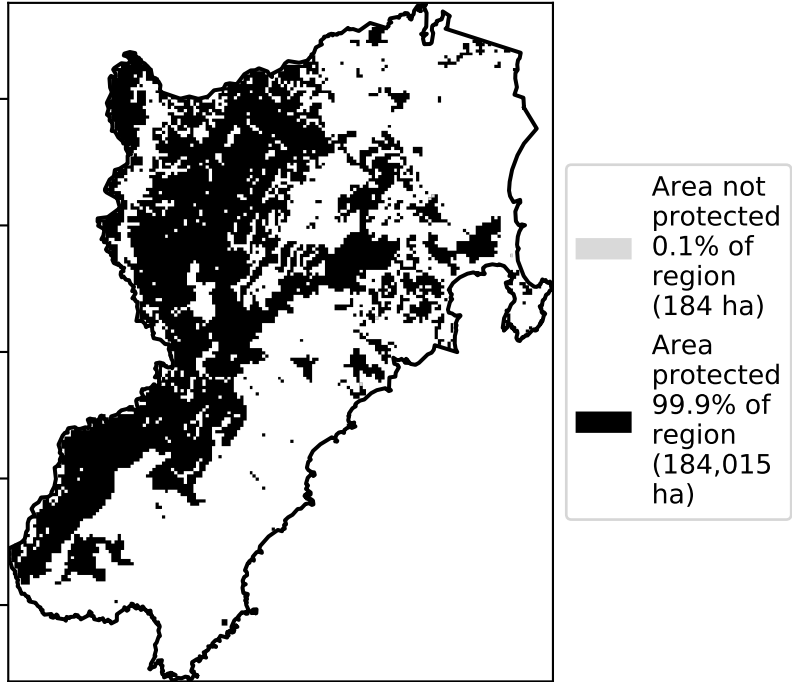 Area not
protected
0.1% of
region
(184 ha)
Area
protected
99.9% of
region
(184,015
ha)